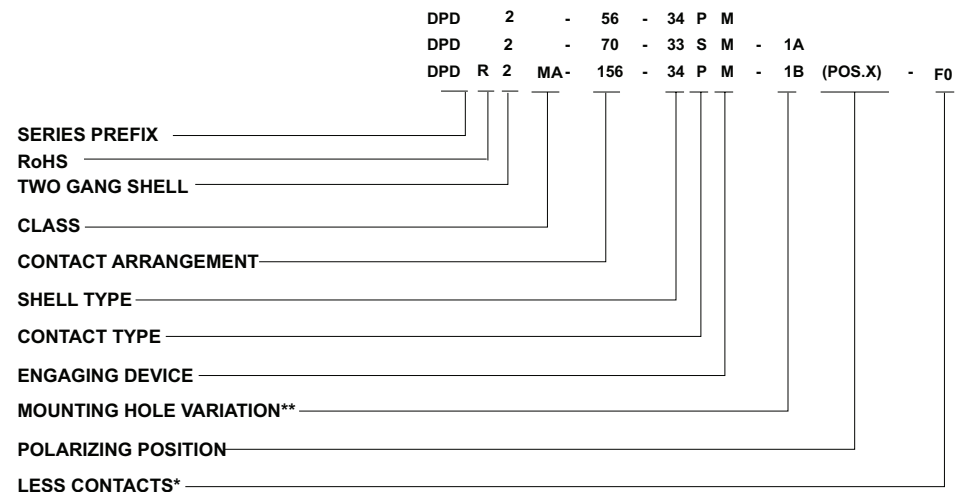 DPD 2 - 56 - 34 P M
DPD 2 - 70 - 33 S M - 1A
DPD R 2 MA- 156 - 34 P M - 1B (POS.X) - F0
SERIES PREFIX
RoHS
TWO GANG SHELL
CLASS
CONTACT ARRANGEMENT
SHELL TYPE
CONTACT TYPE
ENGAGING DEVICE
MOUNTING HOLE VARIATION**
POLARIZING POSITION
LESS CONTACTS*